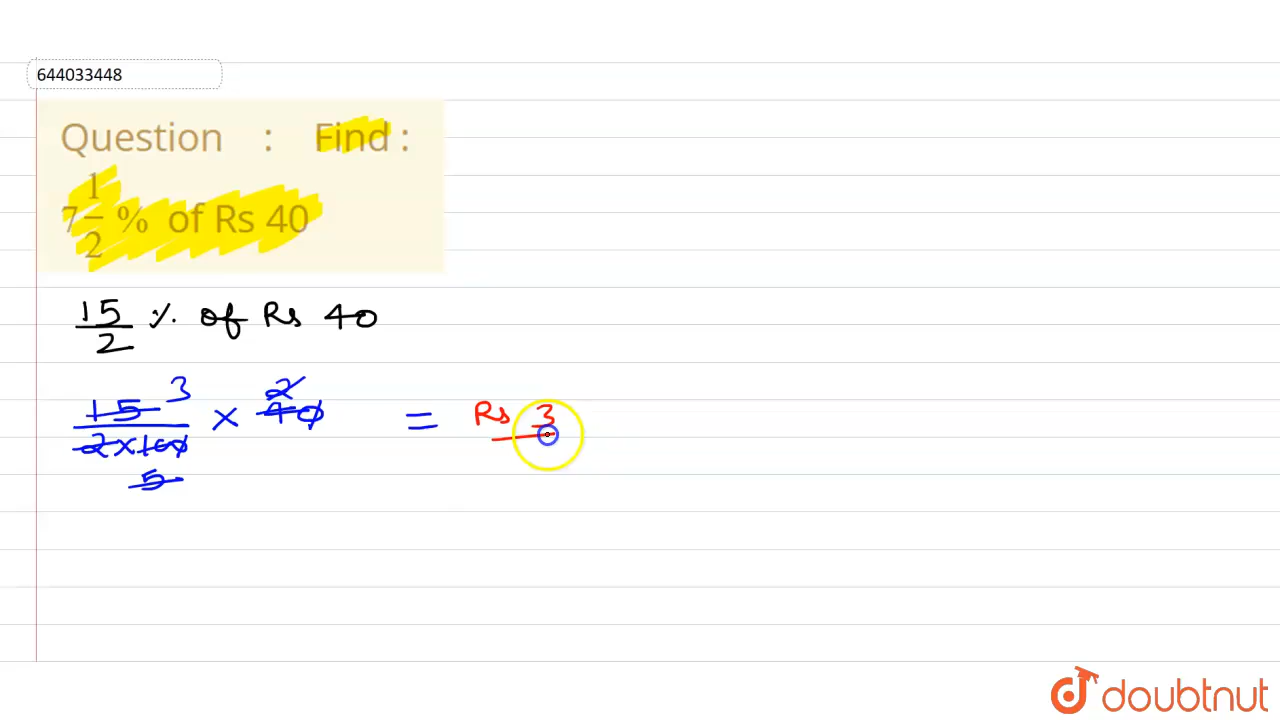 644033448
Question : Find :
7 1/2 % of Rs 40
15/2 % of Rs 40
15 3 / 2×100 5 × 40 2 = Rs 3
doubtnut